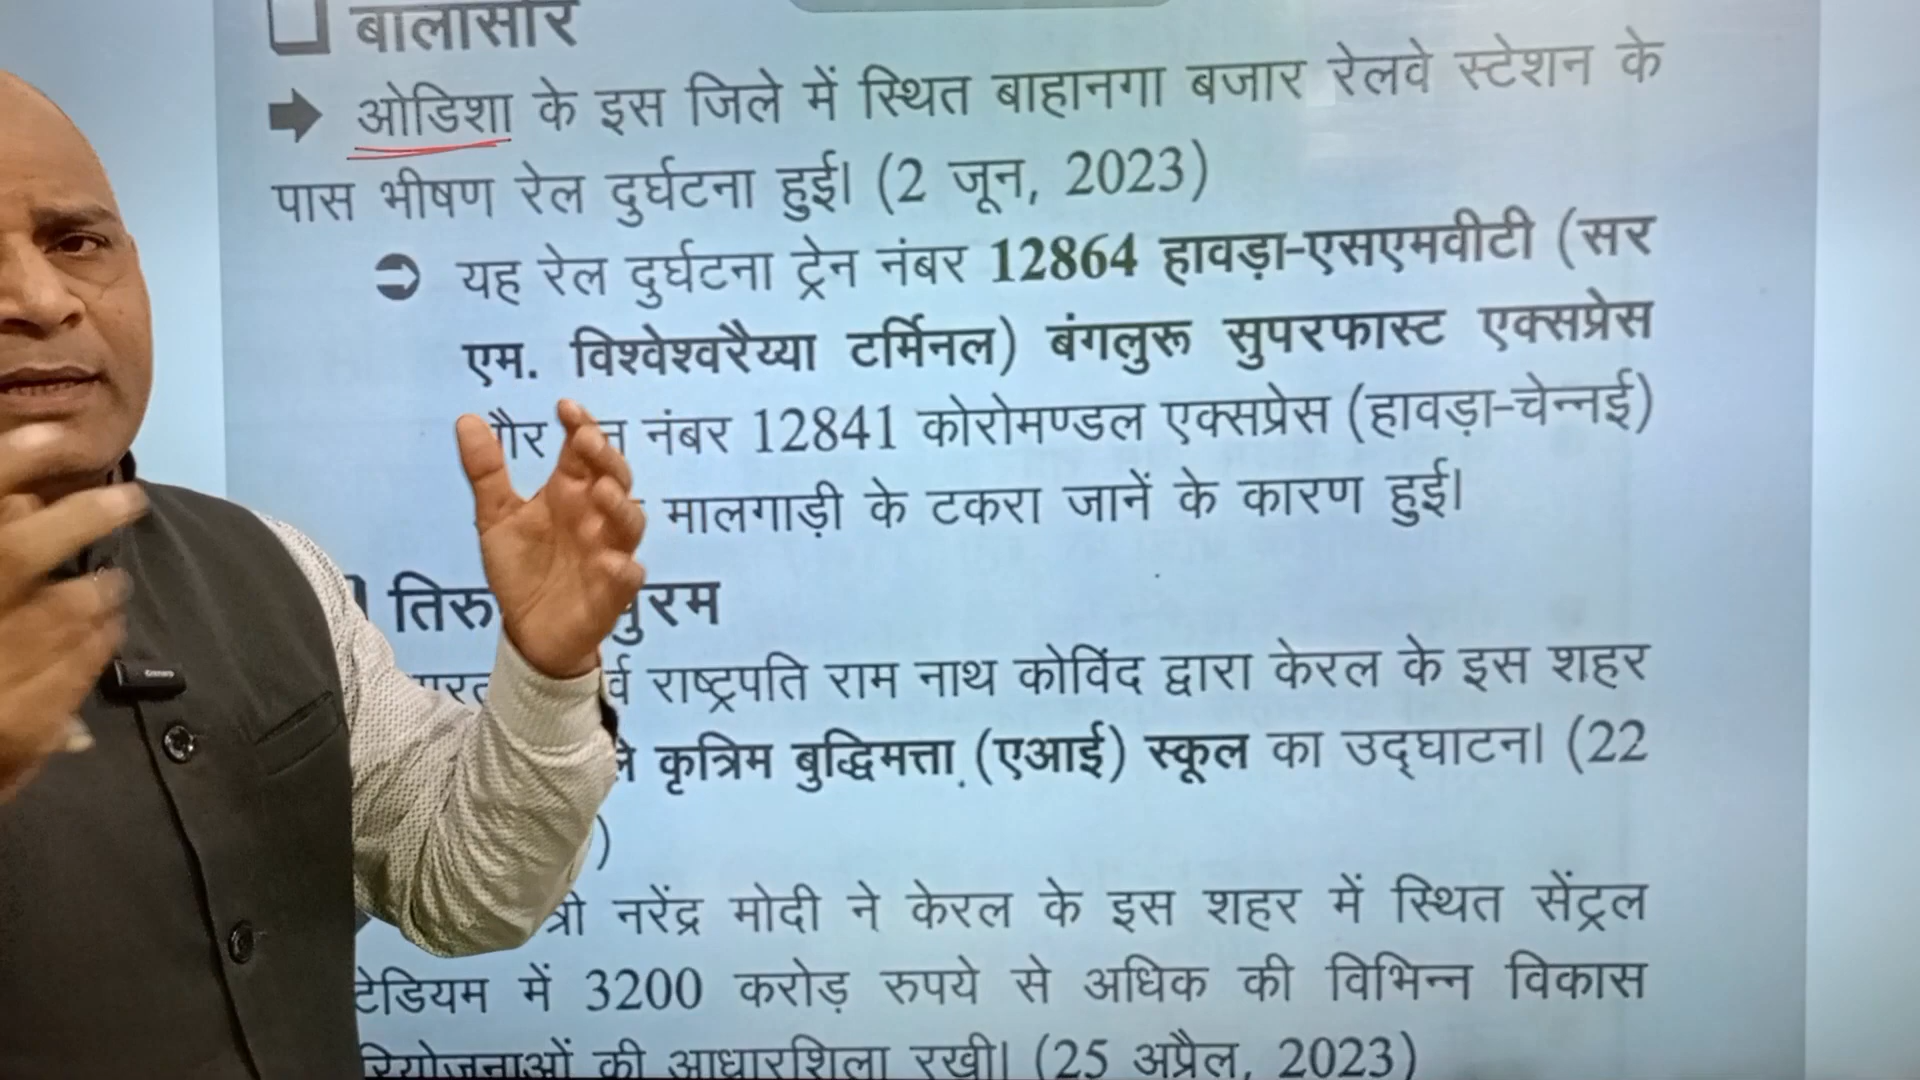 बालासोर
ओडिशा के इस जिले में स्थित बाहानगा बजार रेलवे स्टेशन के
पास भीषण रेल दुर्घटना हुई। (2 जून, 2023)
यह रेल दुर्घटना ट्रेन नंबर 12864 हावड़ा-एसएमवीटी (सर
एम. विश्वेश्वरैय्या टर्मिनल) बंगलुरू सुपरफास्ट एक्सप्रेस
नंबर 12841 कोरोमण्डल एक्सप्रेस (हावड़ा-चेन्नई)
मालगाड़ी के टकरा जानें के कारण हुई।
राष्ट्रपति राम नाथ कोविंद द्वारा केरल के इस शहर
कृत्रिम बुद्धिमत्ता (एआई) स्कूल का उद्घाटन। (22
)
नरेंद्र मोदी ने केरल के इस शहर में स्थित सेंट्रल
टेडियम में 3200 करोड़ रुपये से अधिक की विभिन्न विकास
रियोजनाओं की आधारशिला रखी। (25 अप्रैल, 2023)